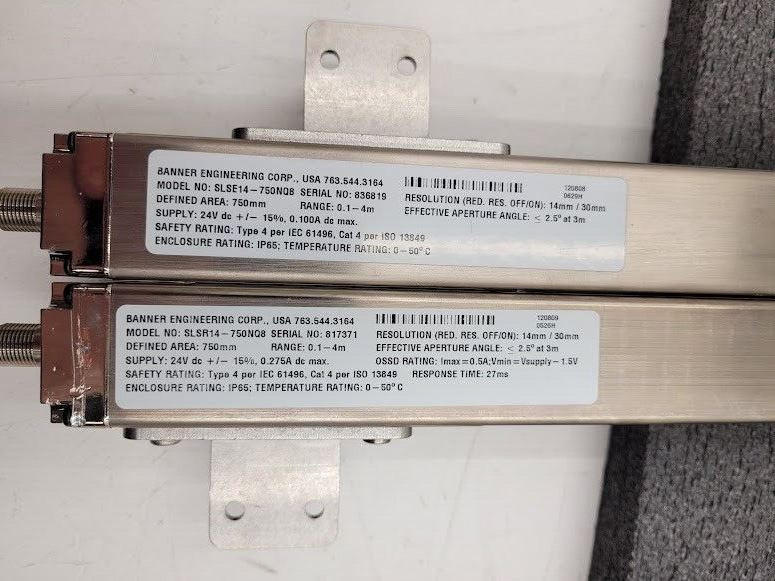 BANNER ENGINEERING CORP., USA 763.544.3164
MODEL NO: SLSE14-750NQ8 SERIAL NO: 836819
DEFINED AREA: 750mm RANGE: 0.1-4m
SUPPLY: 24V dc +/- 15%, 0.100A dc max.
SAFETY RATING: Type 4 per IEC 61496, Cat 4 per ISO 13849
ENCLOSURE RATING: IP65; TEMPERATURE RATING: 0-50°C
120808
0629H
RESOLUTION (RED. RES. OFF/ON): 14mm / 30mm
EFFECTIVE APERTURE ANGLE: ≤ 2.5° at 3m
BANNER ENGINEERING CORP., USA 763.544.3164
MODEL NO: SLSR14-750NQ8 SERIAL NO: 817371
DEFINED AREA: 750mm RANGE: 0.1-4m
SUPPLY: 24V dc +/- 15%, 0.275A dc max.
SAFETY RATING: Type 4 per IEC 61496, Cat 4 per ISO 13849 RESPONSE TIME: 27ms
ENCLOSURE RATING: IP65; TEMPERATURE RATING: 0-50°C
120809
0526H
RESOLUTION (RED. RES. OFF/ON): 14mm / 30mm
EFFECTIVE APERTURE ANGLE: ≤ 2.5° at 3m
OSSD RATING: Imax=0.5A;Vmin=Vsupply-1.5V